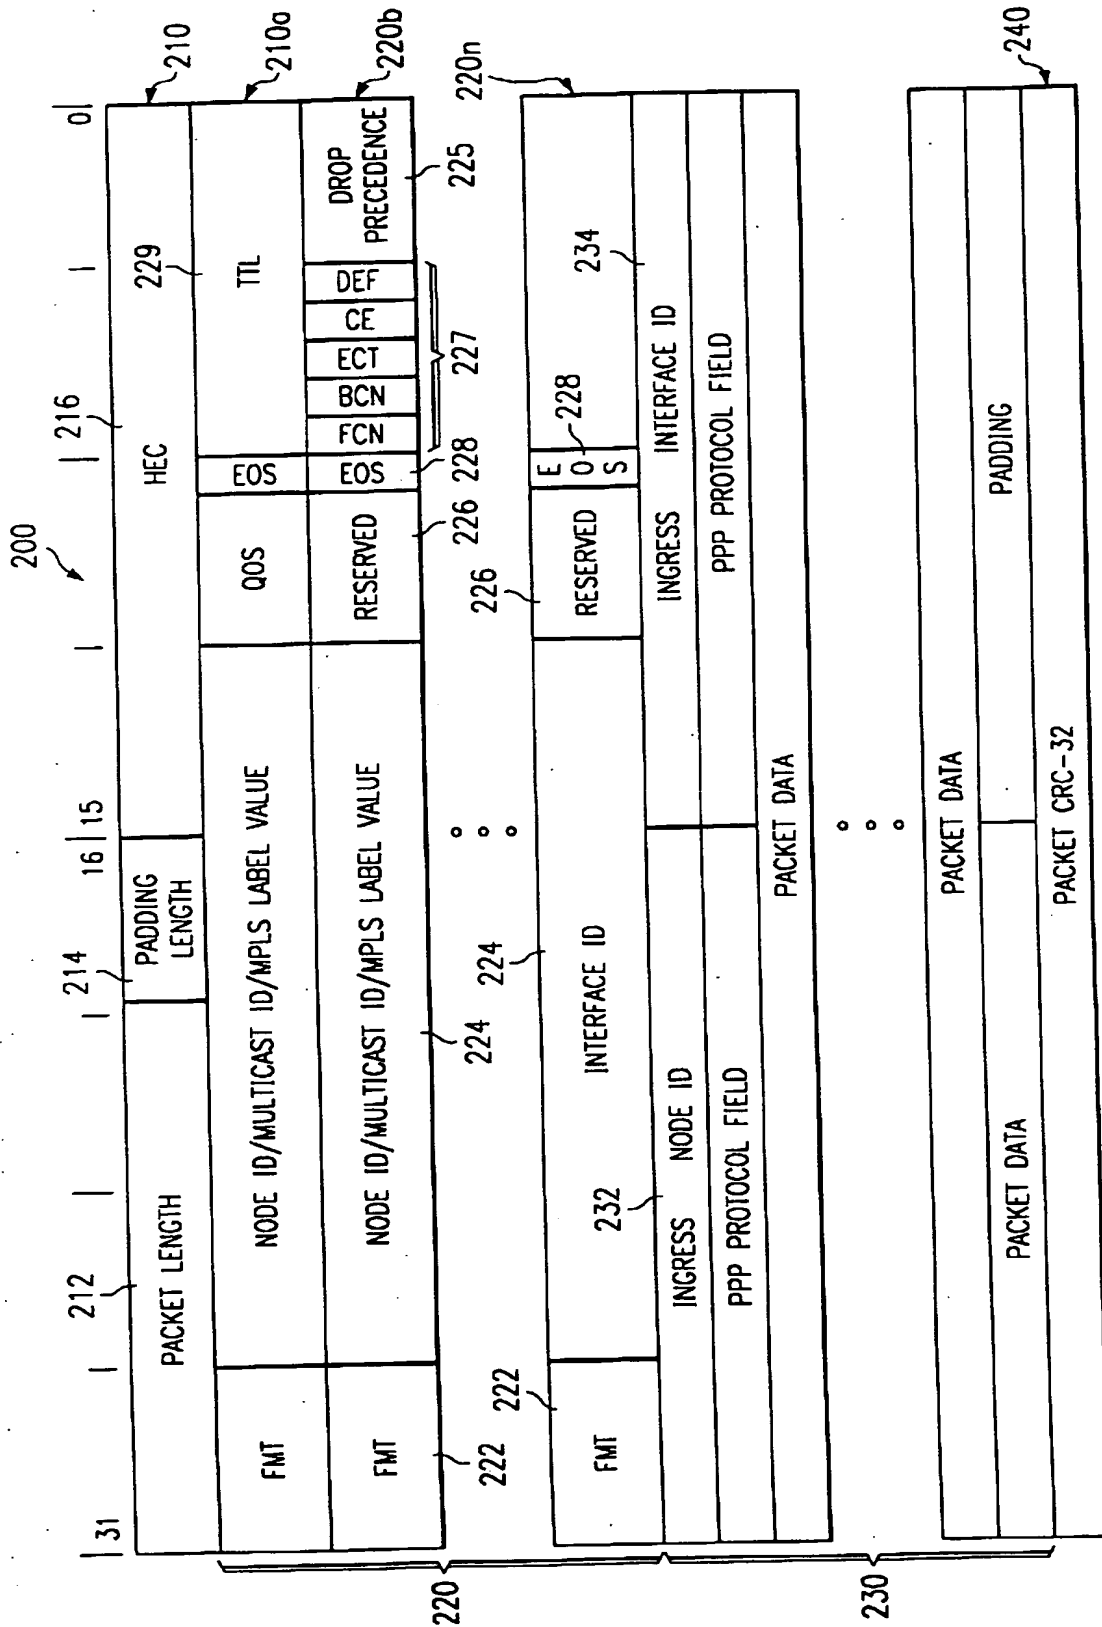 200
31
16
15
0
PACKET LENGTH
212
PADDING
LENGTH
214
HEC
216
210
FMT
NODE ID/MULTICAST ID/MPLS LABEL VALUE
QOS
EOS
TTL
229
210a
FMT
222
NODE ID/MULTICAST ID/MPLS LABEL VALUE
224
RESERVED
226
EOS
228
FCN
BCN
ECT
CE
DEF
227
DROP
PRECEDENCE
225
220b
220
FMT
222
INTERFACE ID
224
RESERVED
226
E
O
S
228
220n
INGRESS NODE ID
232
INGRESS INTERFACE ID
234
PPP PROTOCOL FIELD
PPP PROTOCOL FIELD
PACKET DATA
230
PACKET DATA
PACKET DATA
PADDING
PACKET CRC-32
240